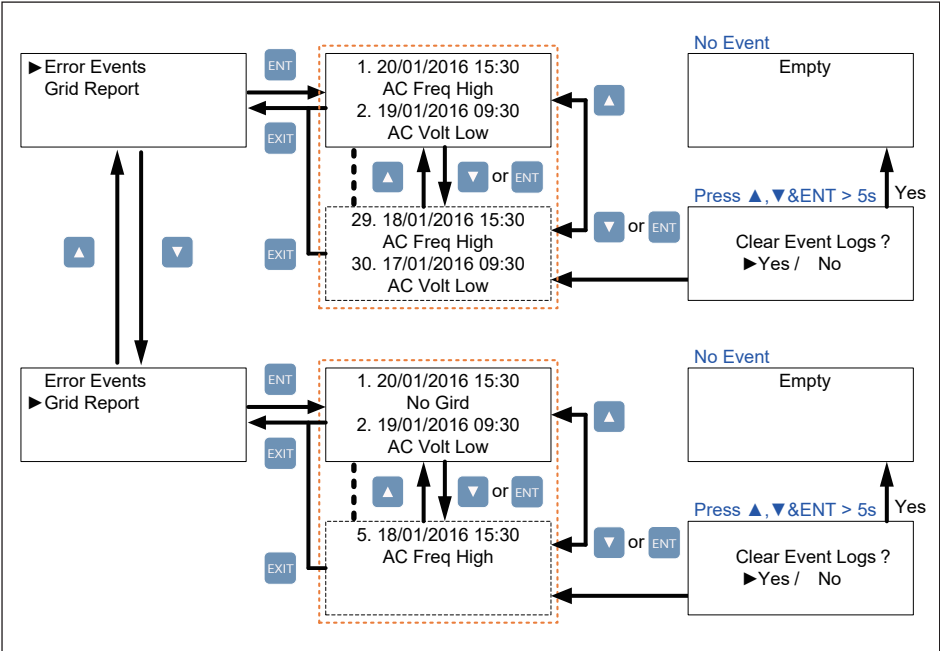 No Event
►Error Events
Grid Report
ENT
EXIT
1. 20/01/2016 15:30
AC Freq High
2. 19/01/2016 09:30
AC Volt Low
▲
Empty
▲
▼ or ENT
Press ▲,▼&ENT > 5s
Yes
▲
▼
EXIT
29. 18/01/2016 15:30
AC Freq High
30. 17/01/2016 09:30
AC Volt Low
▼ or ENT
Clear Event Logs ?
►Yes / No
No Event
Error Events
►Grid Report
ENT
EXIT
1. 20/01/2016 15:30
No Gird
2. 19/01/2016 09:30
AC Volt Low
▲
Empty
▲
▼ or ENT
Press ▲,▼&ENT > 5s
Yes
EXIT
5. 18/01/2016 15:30
AC Freq High
▼ or ENT
Clear Event Logs ?
►Yes / No